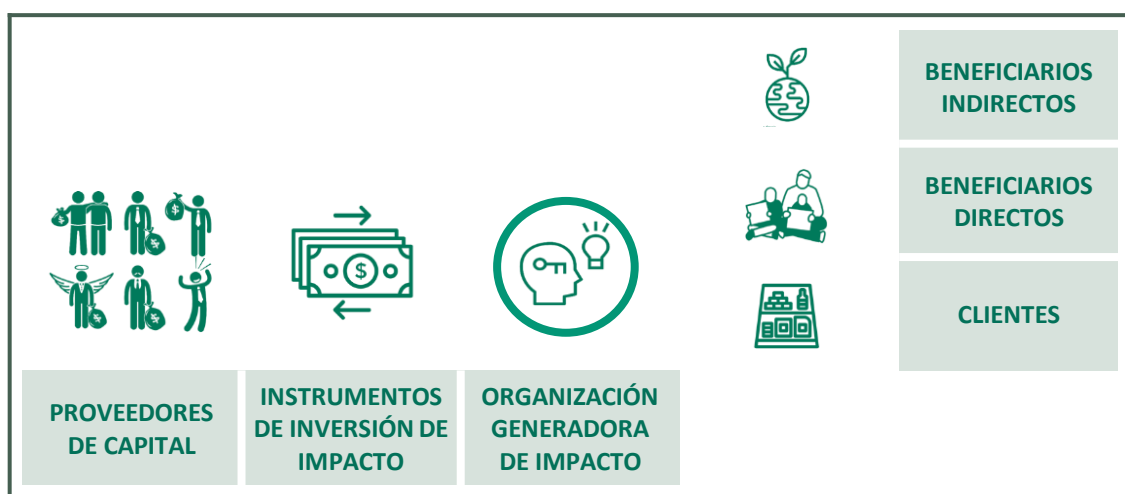 BENEFICIARIOS
INDIRECTOS
BENEFICIARIOS
DIRECTOS
CLIENTES
PROVEEDORES
DE CAPITAL
INSTRUMENTOS
DE INVERSIÓN DE
IMPACTO
ORGANIZACIÓN
GENERADORA
DE IMPACTO